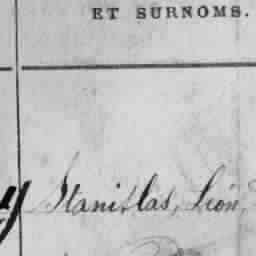 ET SURNOMS.
y Stanislas, Léon,